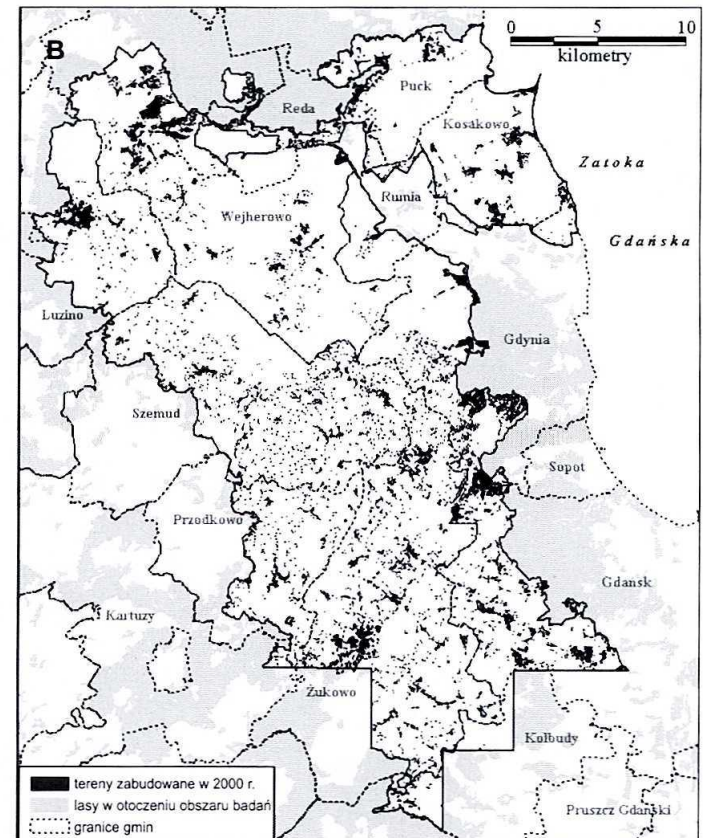 B
0 5 10
kilometry
Puck
Reda
Kosakowo
Zatoka
Rumia
Wejherowo
Gdańska
Luzino
Gdynia
Szemud
Sopot
Przodkowo
Gdańsk
Kartuzy
Żukowo
Kolbudy
tereny zabudowane w 2000 r.
lasy w otoczeniu obszaru badań
granice gmin
Pruszcz Gdański